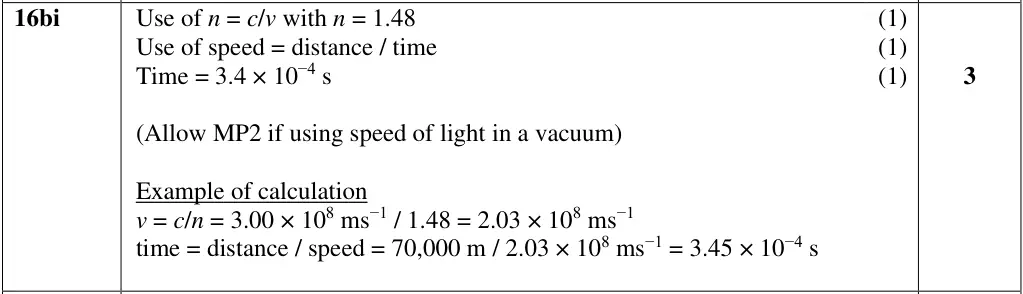 16bi Use of n = c/v with n = 1.48 (1)
Use of speed = distance / time (1)
Time = 3.4 × 10⁻⁴ s (1) 3
(Allow MP2 if using speed of light in a vacuum)
Example of calculation
v = c/n = 3.00 × 10⁸ ms⁻¹ / 1.48 = 2.03 × 10⁸ ms⁻¹
time = distance / speed = 70,000 m / 2.03 × 10⁸ ms⁻¹ = 3.45 × 10⁻⁴ s